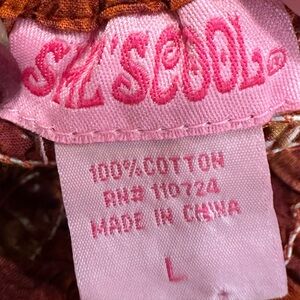 SHE'SCOOL®
100% COTTON
RN# 110724
MADE IN CHINA
L